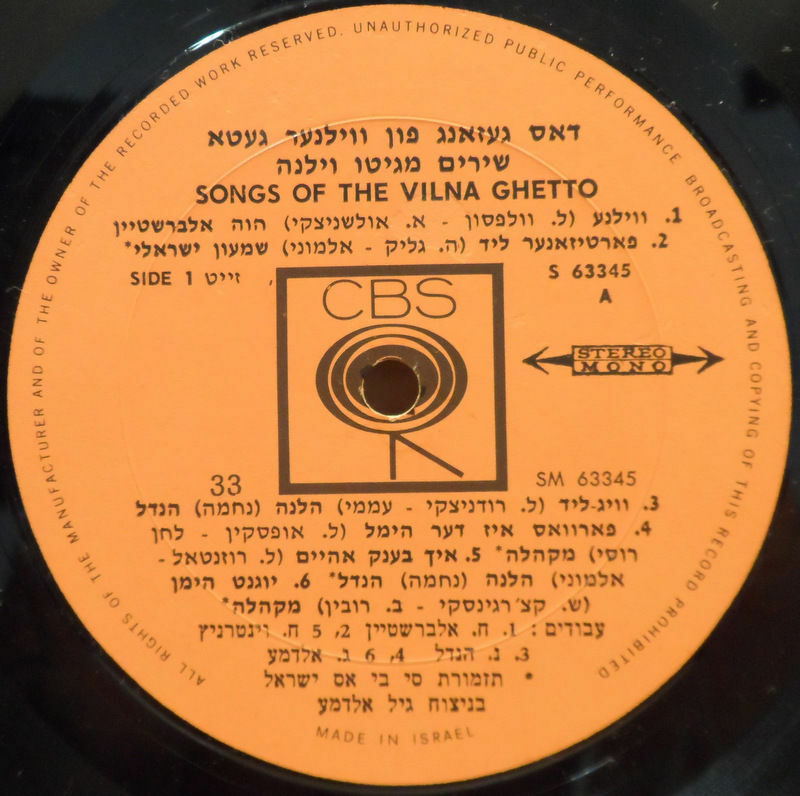 ALL RIGHTS OF THE MANUFACTURER AND OF THE OWNER OF THE RECORDED WORK RESERVED. UNAUTHORIZED PUBLIC PERFORMANCE BROADCASTING AND COPYING OF THIS RECORD PROHIBITED
דאס געזאנג פון ווילנער געטא
שירים מגיטו וילנה
SONGS OF THE VILNA GHETTO
1. ווילנע (ל. וולפסון - א. אולשניצקי) חוה אלברשטיין
2. פארטיזאנער ליד (ה. גליק - אלמוני) שמעון ישראלי*
SIDE 1 זייט
S 63345
A
CBS
STEREO
MONO
33
SM 63345
3. וויג-ליד (ל. רודניצקי - עממי) הלנה (נחמה) הנדל
4. פארוואס איז דער הימל (ל. אופסקין - לחן
רוסי) מקהלה* 5. איך בענק אהיים (ל. רוזנטאל -
אלמוני) הלנה (נחמה) הנדל* 6. יוגנט הימן
(ש. קצ'רגינסקי - ב. רובין) מקהלה*
עבודים: 1. ח. אלברשטיין 2, 5 ח. וינטרניץ
3. נ. הנדל 4, 6 ג. אלדמע
* תזמורת סי בי אס ישראל
בניצוח גיל אלדמע
MADE IN ISRAEL